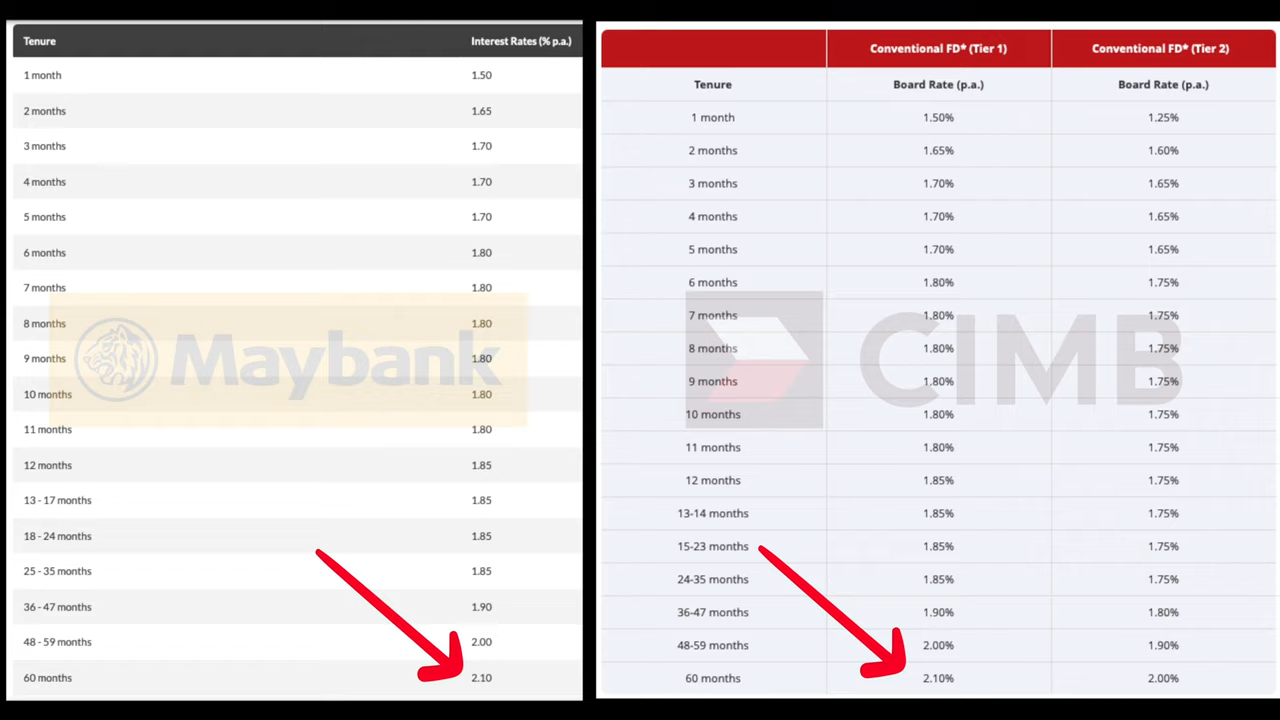 Tenure Interest Rates (% p.a.)
1 month 1.50
2 months 1.65
3 months 1.70
4 months 1.70
5 months 1.70
6 months 1.80
7 months 1.80
8 months 1.80
9 months 1.80
10 months 1.80
11 months 1.80
12 months 1.85
13 - 17 months 1.85
18 - 24 months 1.85
25 - 35 months 1.85
36 - 47 months 1.90
48 - 59 months 2.00
60 months 2.10
Maybank
Conventional FD* (Tier 1) Conventional FD* (Tier 2)
Tenure Board Rate (p.a.) Board Rate (p.a.)
1 month 1.50% 1.25%
2 months 1.65% 1.60%
3 months 1.70% 1.65%
4 months 1.70% 1.65%
5 months 1.70% 1.65%
6 months 1.80% 1.75%
7 months 1.80% 1.75%
8 months 1.80% 1.75%
9 months 1.80% 1.75%
10 months 1.80% 1.75%
11 months 1.80% 1.75%
12 months 1.85% 1.75%
13-14 months 1.85% 1.75%
15-23 months 1.85% 1.75%
24-35 months 1.85% 1.75%
36-47 months 1.90% 1.80%
48-59 months 2.00% 1.90%
60 months 2.10% 2.00%
CIMB